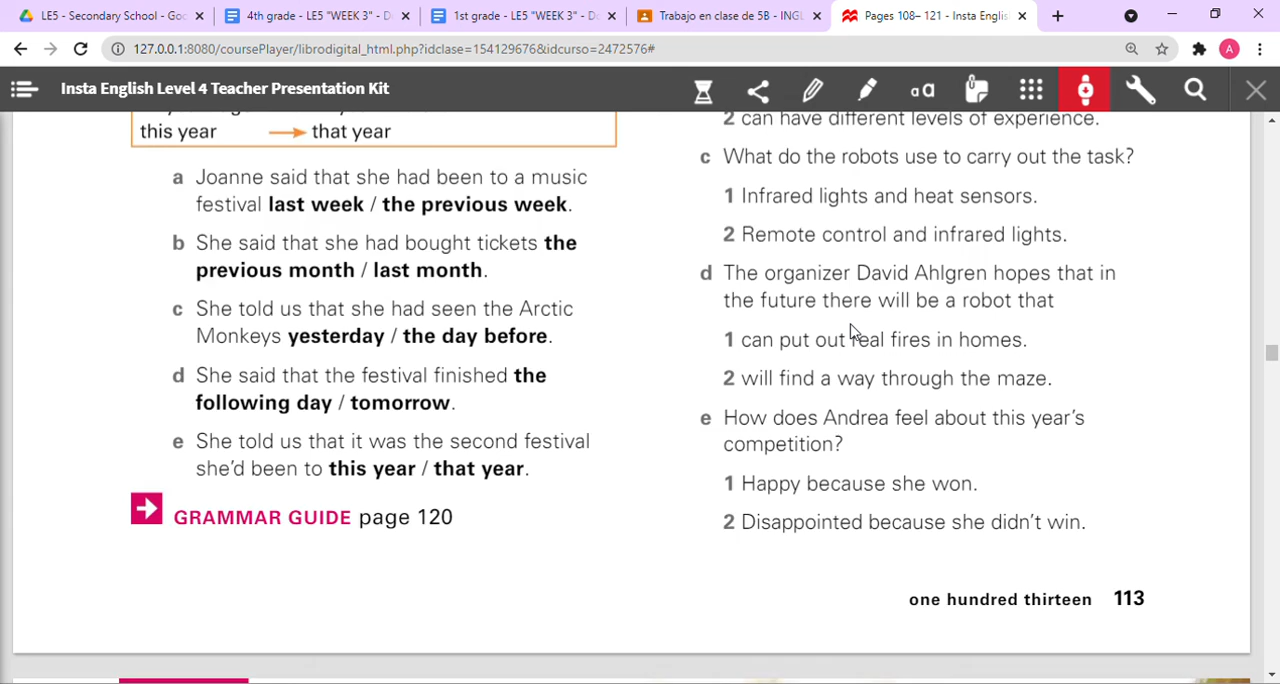 LE5 - Secondary School - Goo
4th grade - LE5 "WEEK 3" - D
1st grade - LE5 "WEEK 3" - D
Trabajo en clase de 5B - INGL
Pages 108– 121 - Insta English
127.0.0.1:8080/coursePlayer/librodigital_html.php?idclase=154129676&idcurso=2472576#
A
Insta English Level 4 Teacher Presentation Kit
aa
this year → that year
a Joanne said that she had been to a music
festival last week / the previous week.
b She said that she had bought tickets the
previous month / last month.
c She told us that she had seen the Arctic
Monkeys yesterday / the day before.
d She said that the festival finished the
following day / tomorrow.
e She told us that it was the second festival
she'd been to this year / that year.
GRAMMAR GUIDE page 120
2 can have different levels of experience.
c What do the robots use to carry out the task?
1 Infrared lights and heat sensors.
2 Remote control and infrared lights.
d The organizer David Ahlgren hopes that in
the future there will be a robot that
1 can put out real fires in homes.
2 will find a way through the maze.
e How does Andrea feel about this year's
competition?
1 Happy because she won.
2 Disappointed because she didn't win.
one hundred thirteen 113